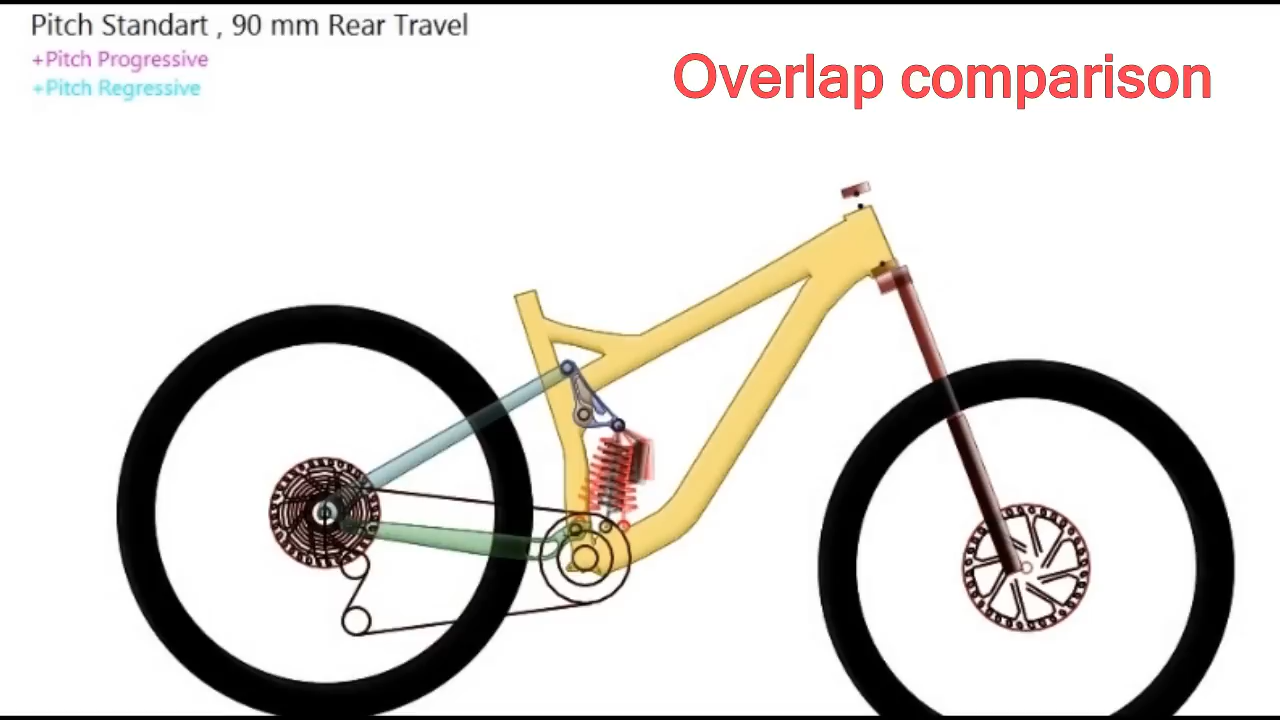 Pitch Standart , 90 mm Rear Travel
+Pitch Progressive
+Pitch Regressive
Overlap comparison